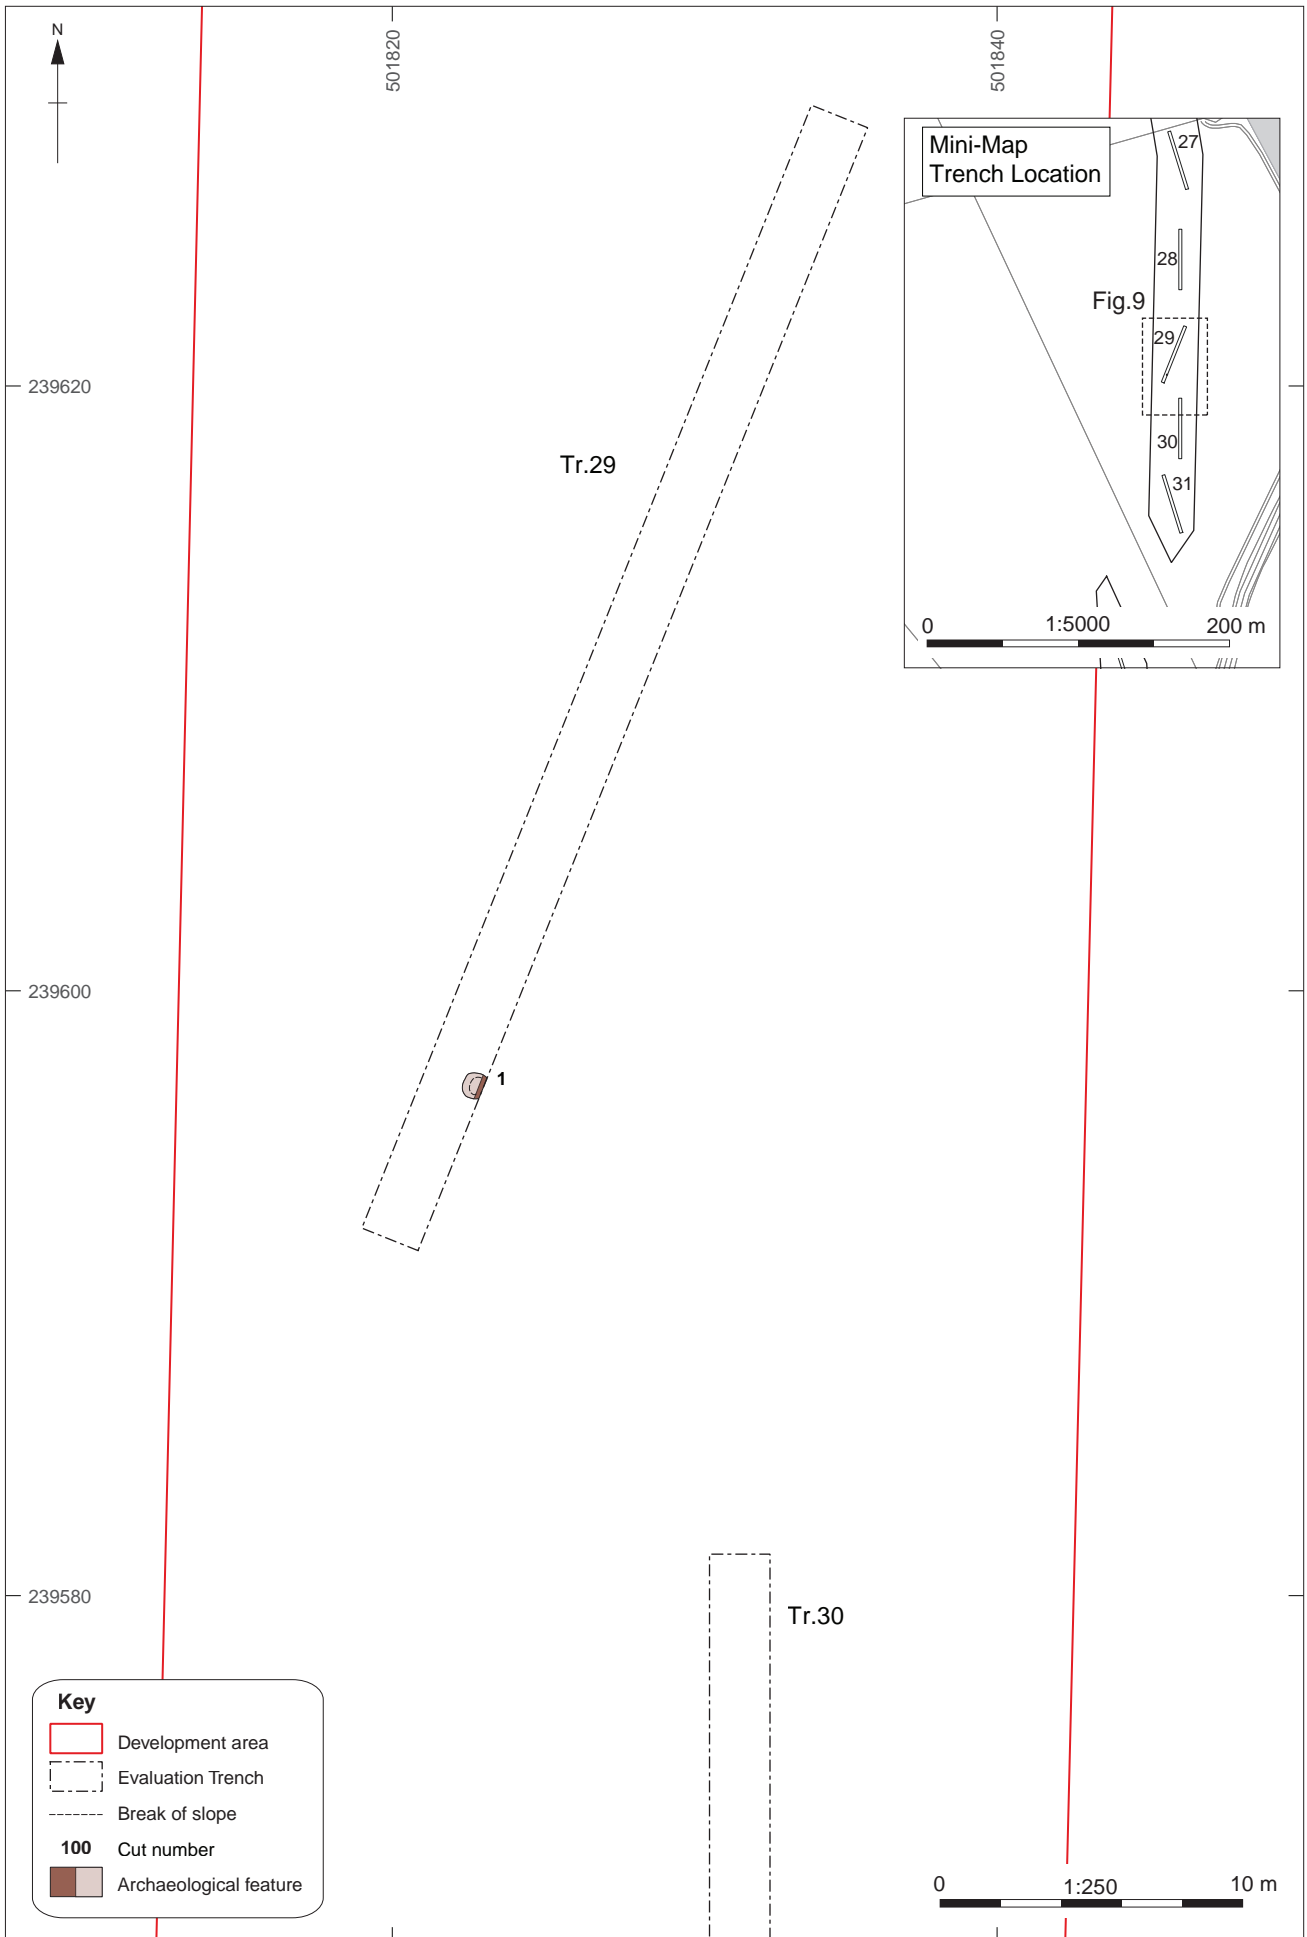 N
501820
501840
Mini-Map
Trench Location
27
28
Fig.9
29
30
31
0 1:5000 200 m
239620
Tr.29
239600
1
239580
Tr.30
Key
Development area
Evaluation Trench
Break of slope
100 Cut number
Archaeological feature
0 1:250 10 m